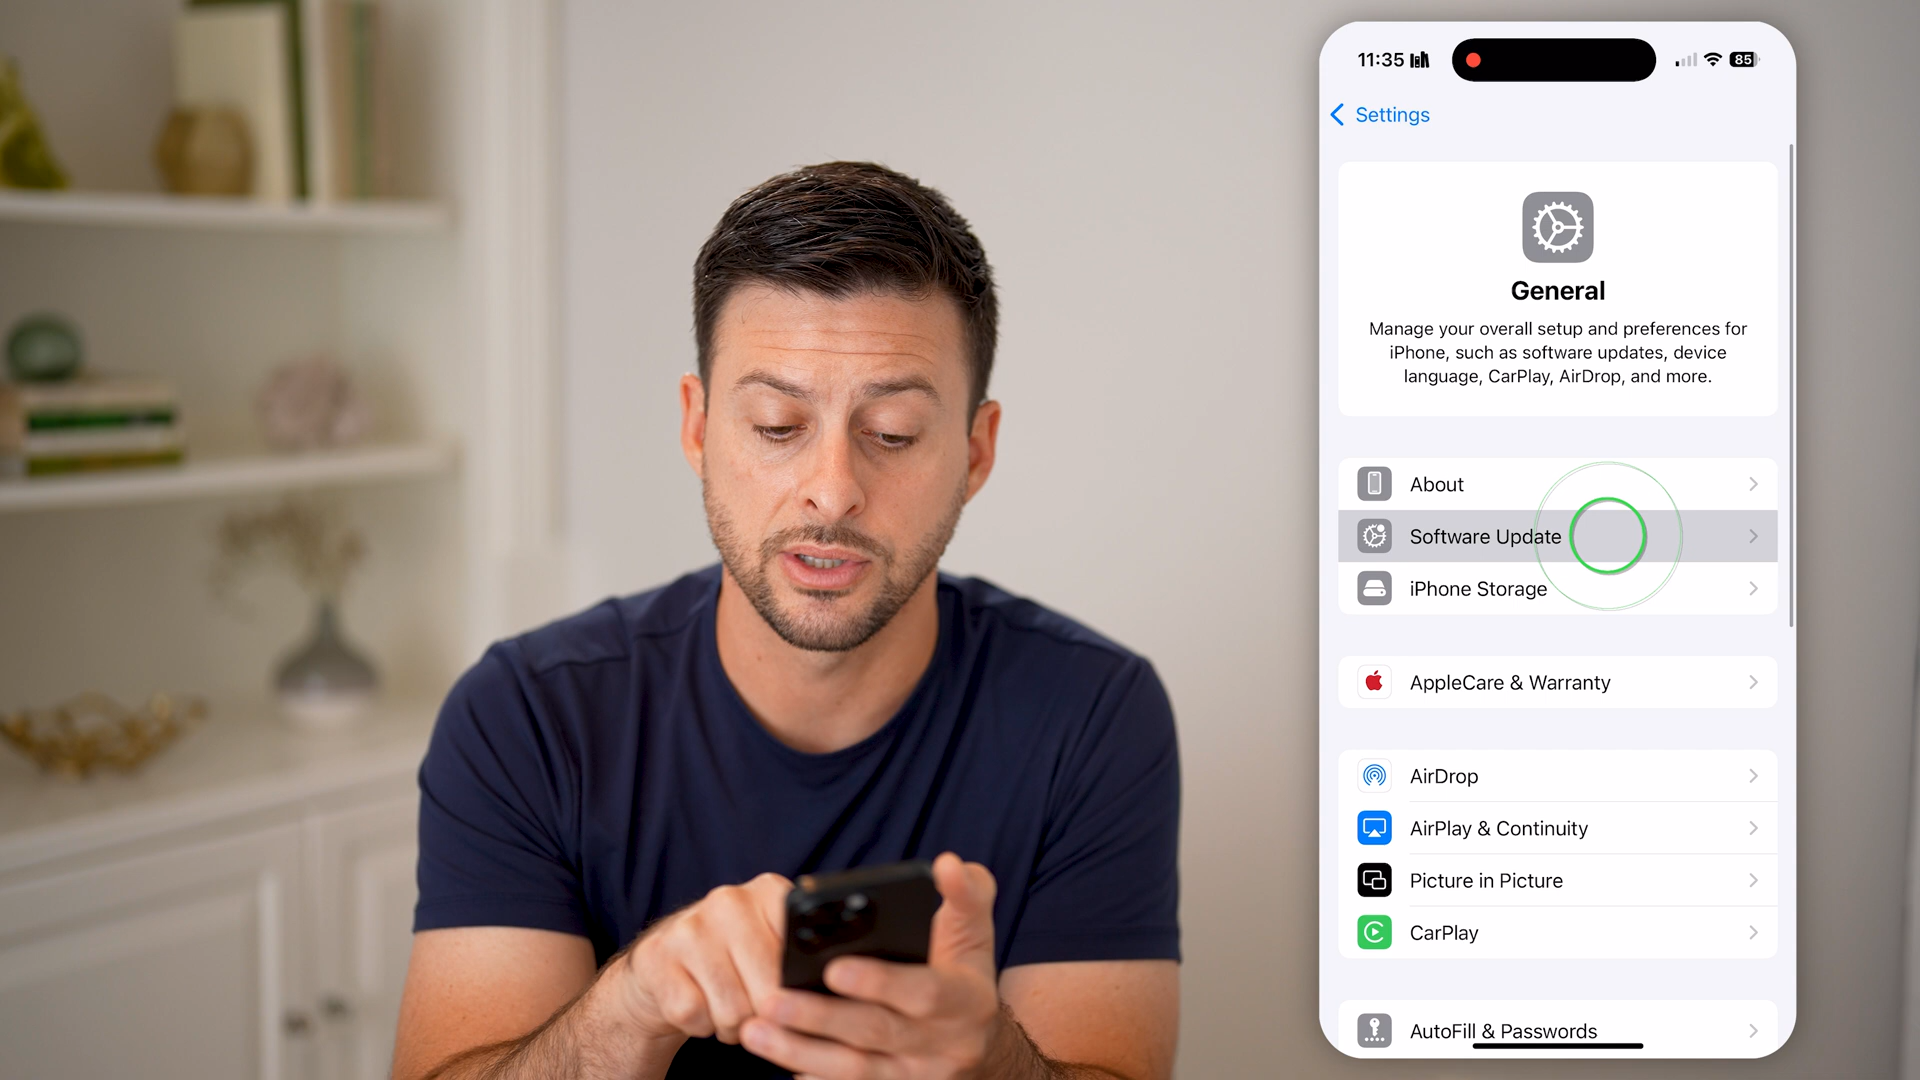 11:35
85
Settings
General
Manage your overall setup and preferences for
iPhone, such as software updates, device
language, CarPlay, AirDrop, and more.
About
Software Update
iPhone Storage
AppleCare & Warranty
AirDrop
AirPlay & Continuity
Picture in Picture
CarPlay
AutoFill & Passwords